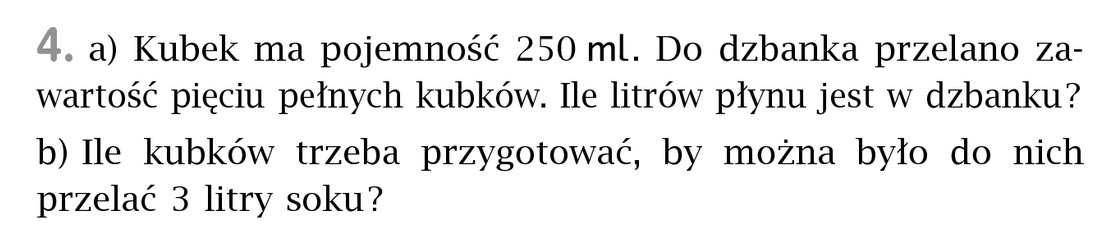 4. a) Kubek ma pojemność 250 ml. Do dzbanka przelano za-
wartość pięciu pełnych kubków. Ile litrów płynu jest w dzbanku?
b) Ile kubków trzeba przygotować, by można było do nich
przelać 3 litry soku?